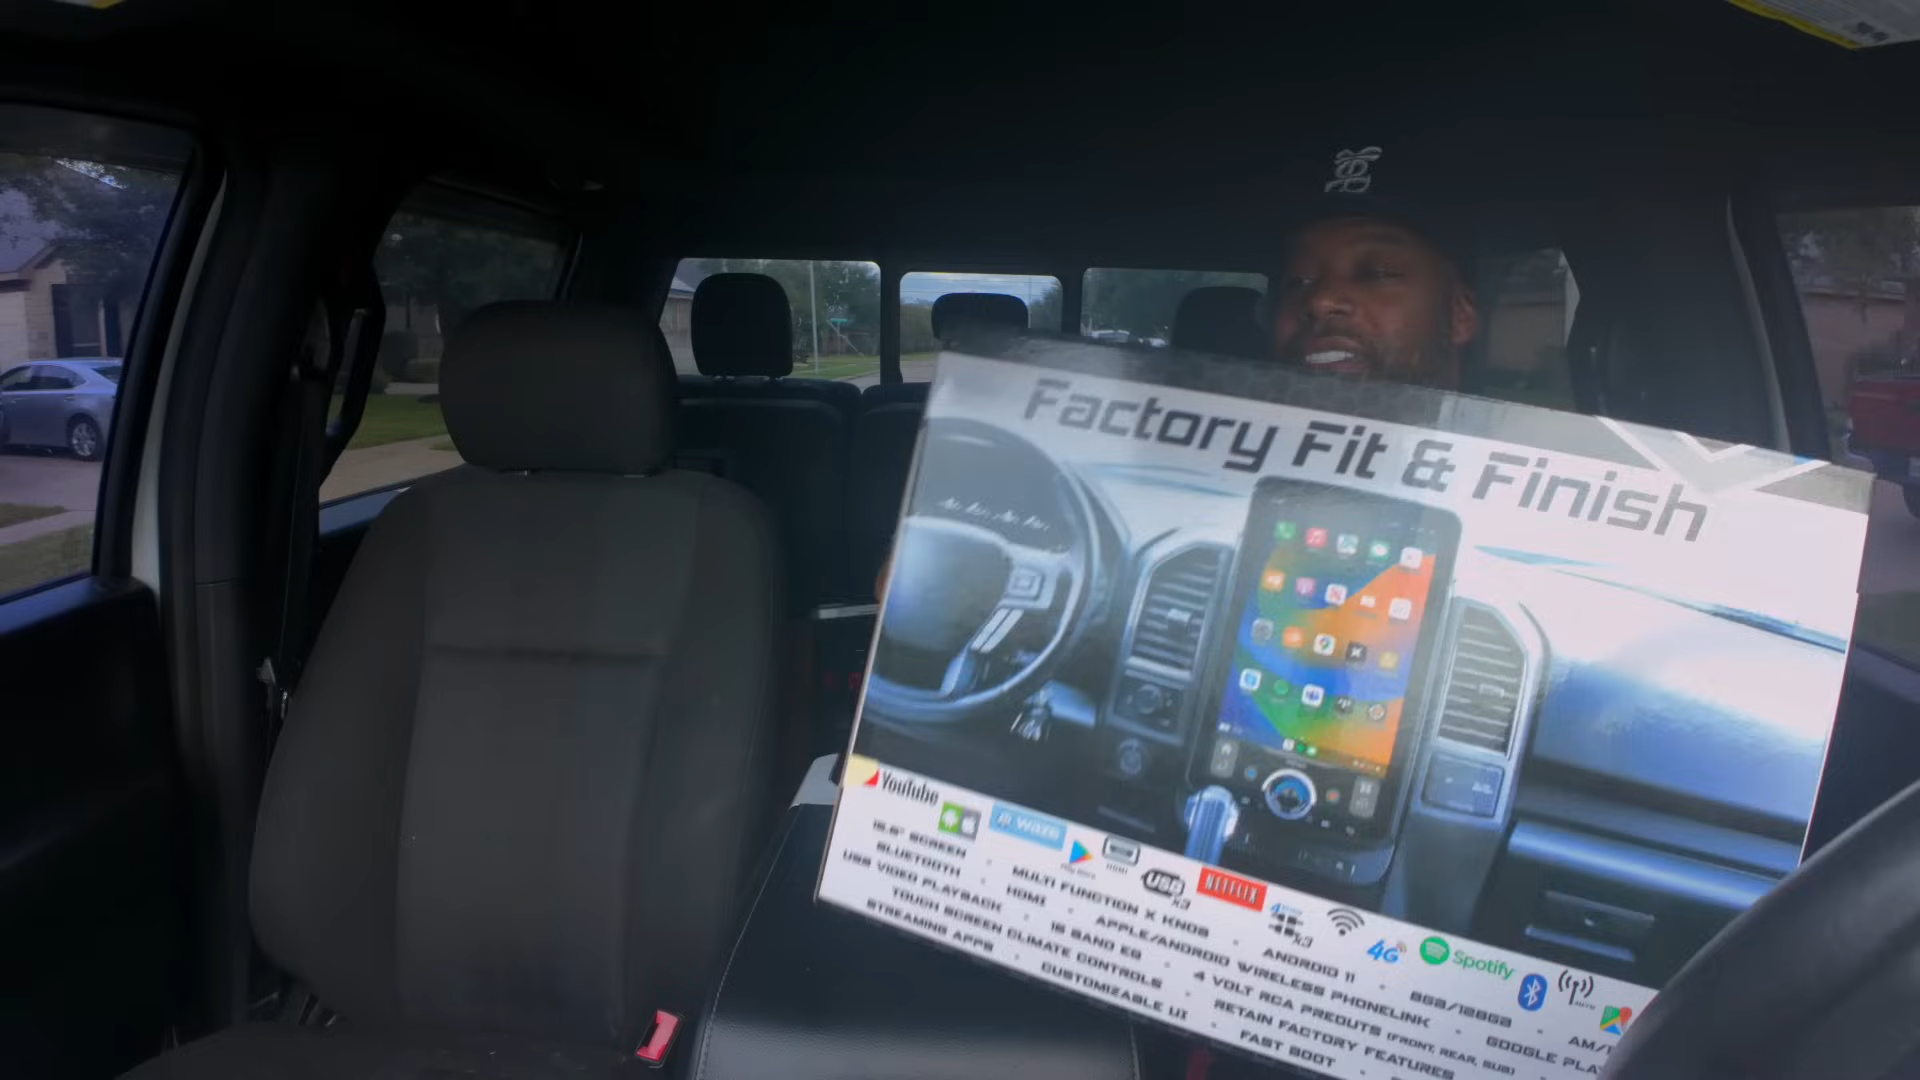 Factory Fit & Finish
YouTube
waze
HDMI
USB
x3
NETFLIX
x3
4G
Spotify
15.6" SCREEN · MULTI FUNCTION X KNOB · ANDROID 11 · 8GB/128GB · AM/
BLUETOOTH · HDMI · APPLE/ANDROID WIRELESS PHONELINK · GOOGLE PLA
USB VIDEO PLAYBACK · 16 BAND EQ · 4 VOLT RCA PREOUTS (FRONT, REAR, SUB)
TOUCH SCREEN CLIMATE CONTROLS · RETAIN FACTORY FEATURES
STREAMING APPS · CUSTOMIZABLE UI · FAST BOOT